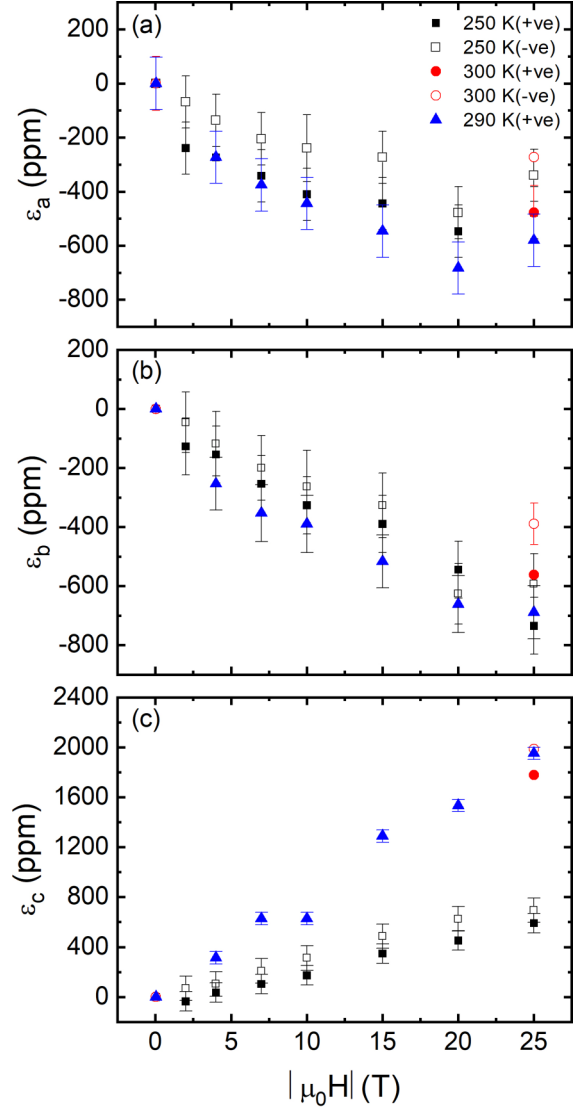 (a)
250 K(+ve)
250 K(-ve)
300 K(+ve)
300 K(-ve)
290 K(+ve)
200
0
-200
-400
-600
-800
εa (ppm)
(b)
200
0
-200
-400
-600
-800
εb (ppm)
(c)
2400
2000
1600
1200
800
400
0
εc (ppm)
0 5 10 15 20 25
|μ0H| (T)